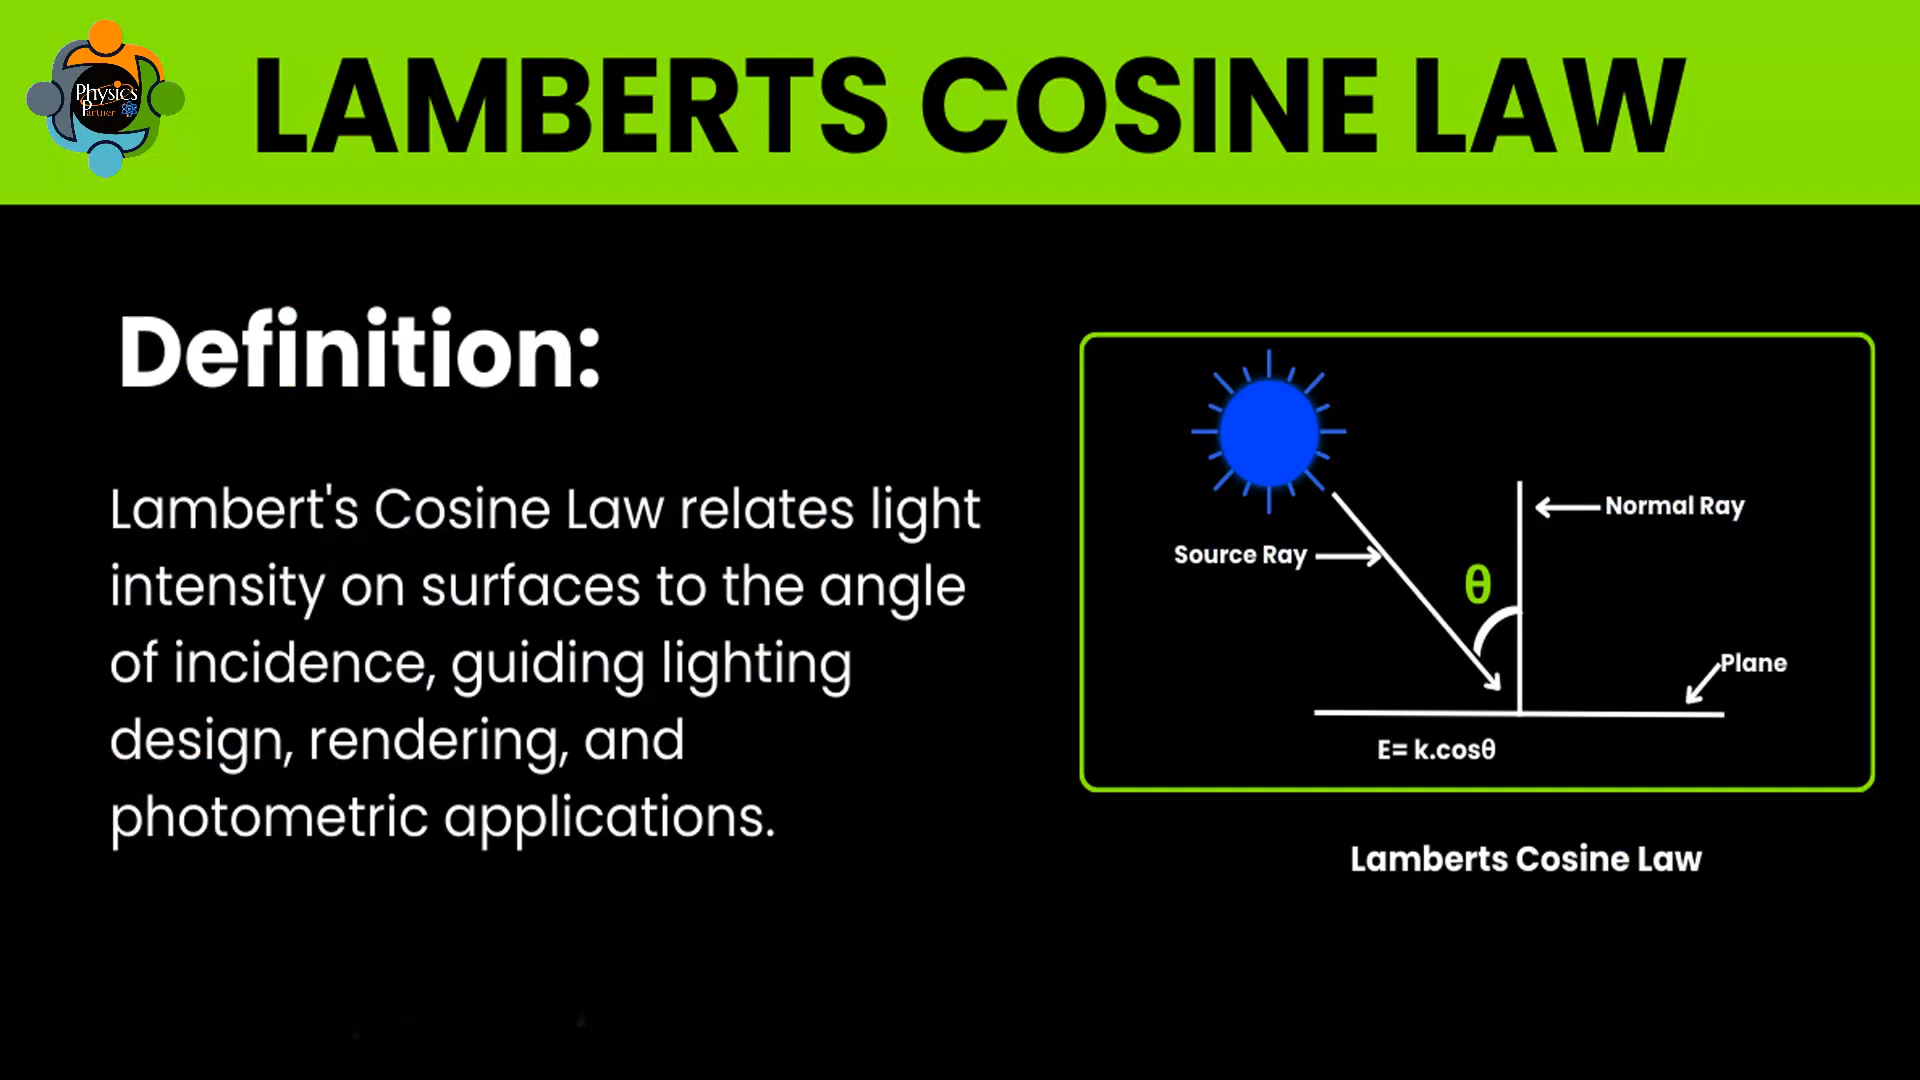 Physics
Partner
LAMBERTS COSINE LAW
Definition:
Lambert's Cosine Law relates light
intensity on surfaces to the angle
of incidence, guiding lighting
design, rendering, and
photometric applications.
Normal Ray
Source Ray
θ
Plane
E= k.cosθ
Lamberts Cosine Law